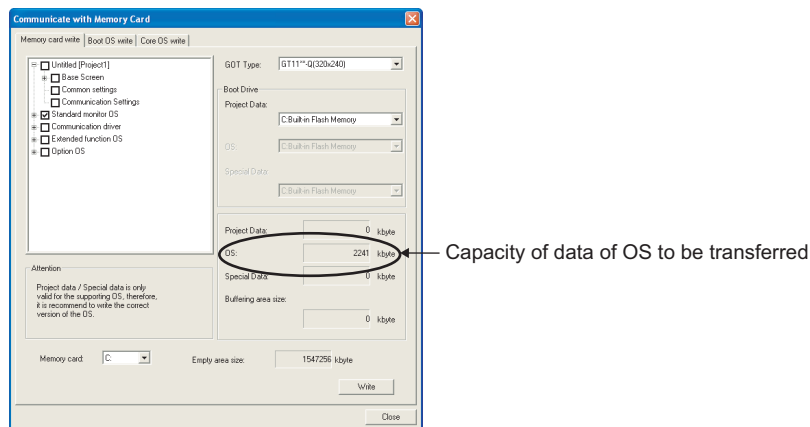 Communicate with Memory Card
Memory card write Boot OS write Core OS write
Untitled [Project1]
Base Screen
Common settings
Communication Settings
Standard monitor OS
Communication driver
Extended function OS
Option OS
GOT Type: GT11**-Q(320x240)
Boot Drive
Project Data:
C:Built-in Flash Memory
OS: C:Built-in Flash Memory
Special Data:
C:Built-in Flash Memory
Project Data: 0 kbyte
OS: 2241 kbyte
Capacity of data of OS to be transferred
Special Data: 0 kbyte
Buffering area size:
0 kbyte
Attention
Project data / Special data is only
valid for the supporting OS, therefore,
it is recommend to write the correct
version of the OS.
Memory card: C: Empty area size: 1547256 kbyte
Write
Close